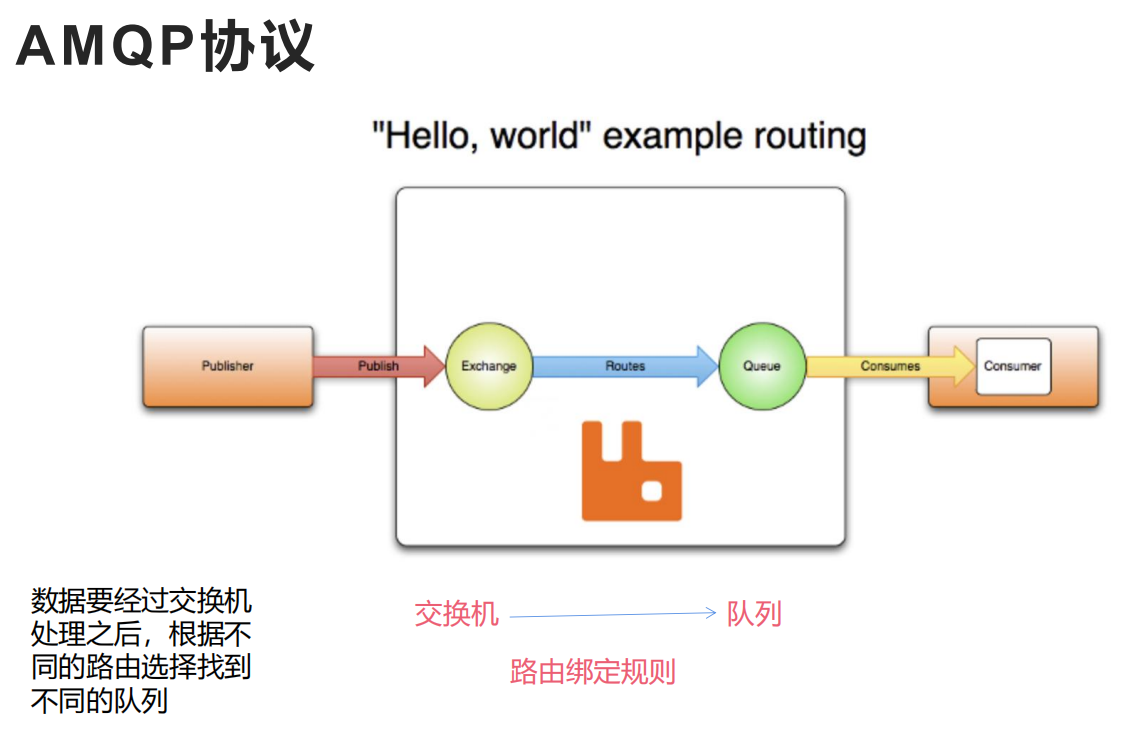 AMQP协议
"Hello, world" example routing
Publisher
Publish
Exchange
Routes
Queue
Consumes
Consumer
数据要经过交换机
处理之后，根据不
同的路由选择找到
不同的队列
交换机
队列
路由绑定规则